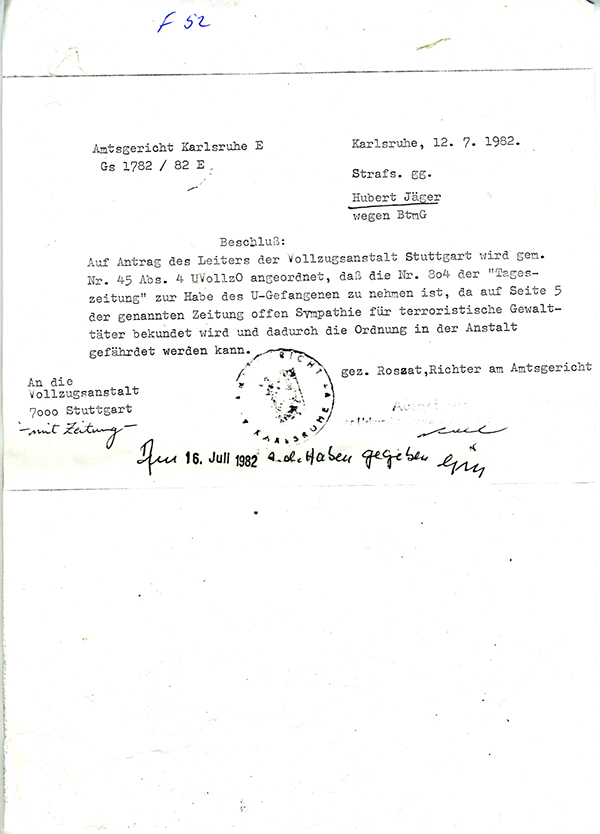 F 52
Amtsgericht Karlsruhe E
Gs 1782 / 82 E
Karlsruhe, 12. 7. 1982.
Strafs. gg.
Hubert Jäger
wegen BtmG
Beschluß:
Auf Antrag des Leiters der Vollzugsanstalt Stuttgart wird gem.
Nr. 45 Abs. 4 UVollzO angeordnet, daß die Nr. 8o4 der "Tages-
zeitung" zur Habe des U-Gefangenen zu nehmen ist, da auf Seite 5
der genannten Zeitung offen Sympathie für terroristische Gewalt-
täter bekundet wird und dadurch die Ordnung in der Anstalt
gefährdet werden kann.
gez. Roszat,Richter am Amtsgericht
An die
Vollzugsanstalt
7ooo Stuttgart
-mit Zeitung-
AMTSGERICHT KARLSRUHE
16. Juli 1982 Haben gegeben